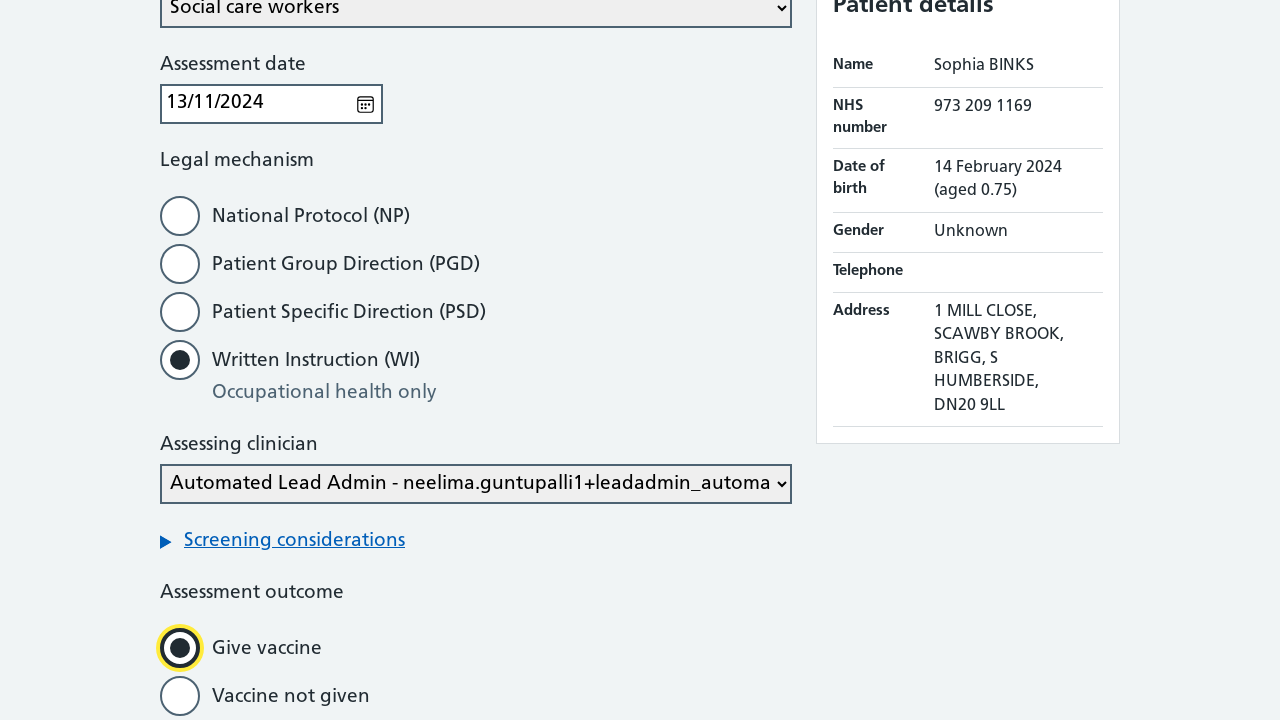 Social care workers
Assessment date
13/11/2024
Legal mechanism
National Protocol (NP)
Patient Group Direction (PGD)
Patient Specific Direction (PSD)
Written Instruction (WI)
Occupational health only
Assessing clinician
Automated Lead Admin - neelima.guntupalli1+leadadmin_automa
Screening considerations
Assessment outcome
Give vaccine
Vaccine not given
Patient details
Name Sophia BINKS
NHS number 973 209 1169
Date of birth 14 February 2024 (aged 0.75)
Gender Unknown
Telephone
Address 1 MILL CLOSE,
SCAWBY BROOK,
BRIGG, S
HUMBERSIDE,
DN20 9LL